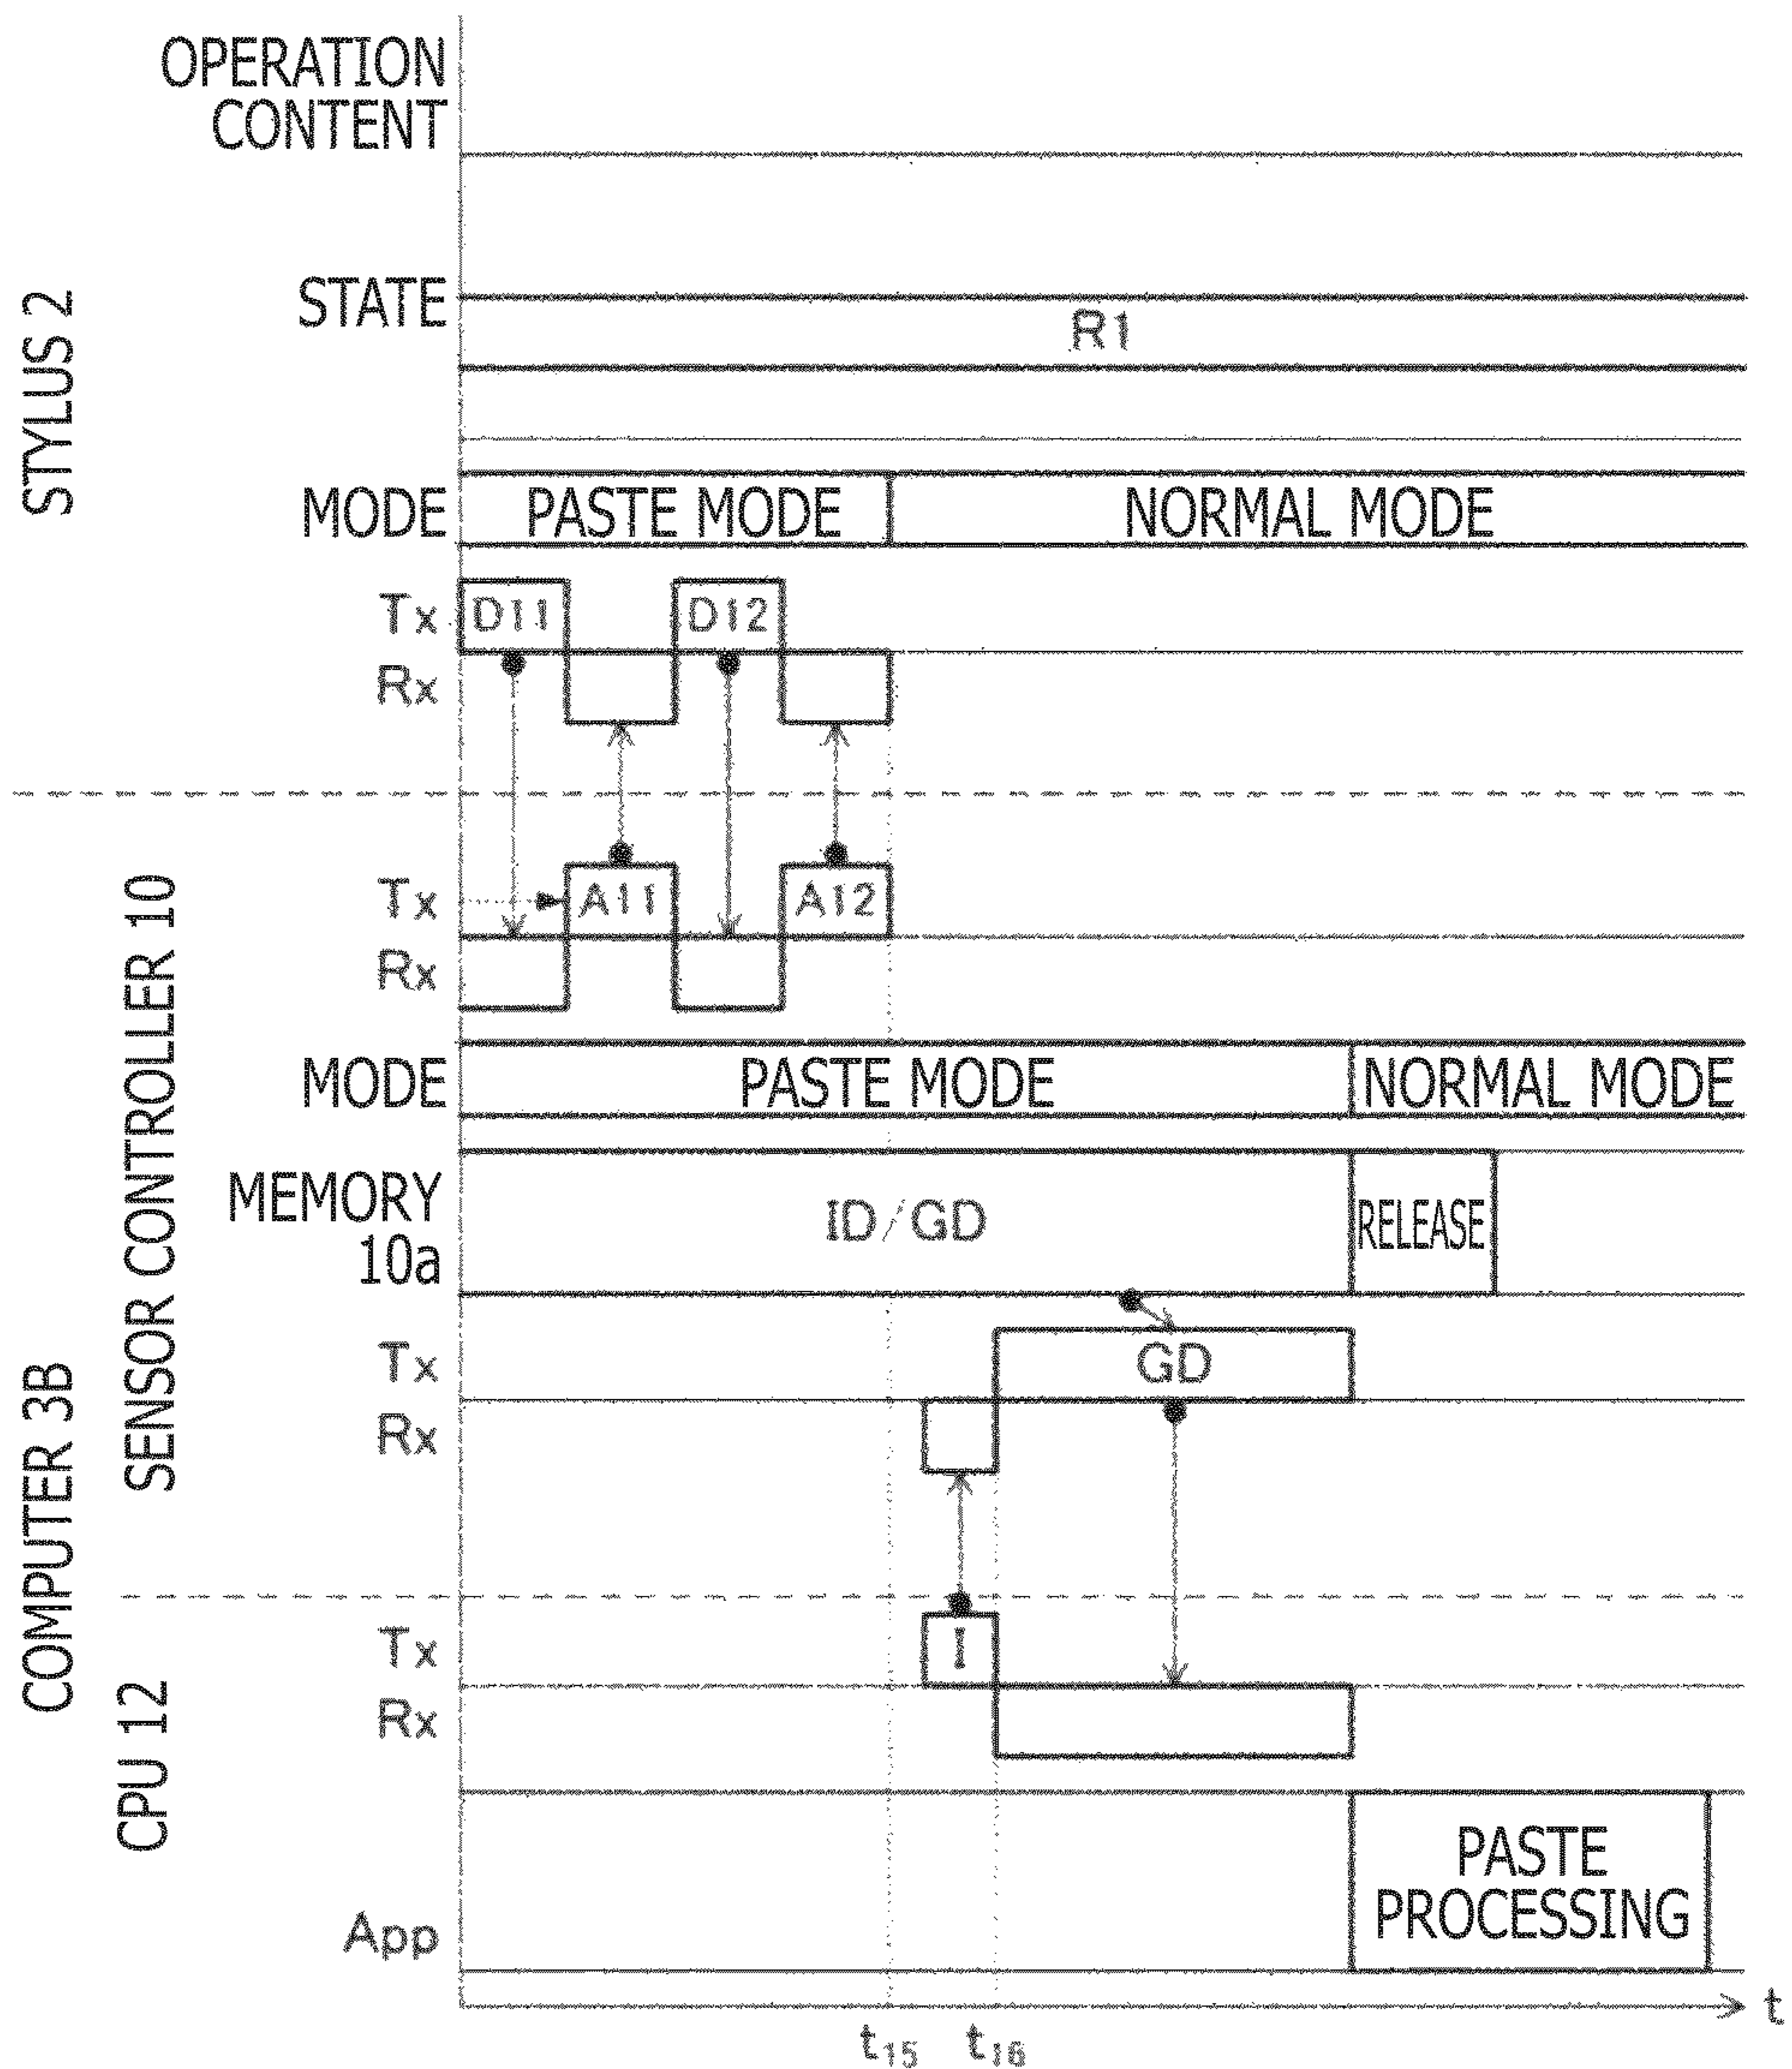 OPERATION
CONTENT
STYLUS 2
STATE
R1
MODE
PASTE MODE
NORMAL MODE
Tx
D11
D12
Rx
COMPUTER 3B
SENSOR CONTROLLER 10
Tx
A11
A12
Rx
MODE
PASTE MODE
NORMAL MODE
MEMORY
10a
ID/GD
RELEASE
Tx
GD
Rx
CPU 12
Tx
I
Rx
App
PASTE
PROCESSING
t
t15
t16